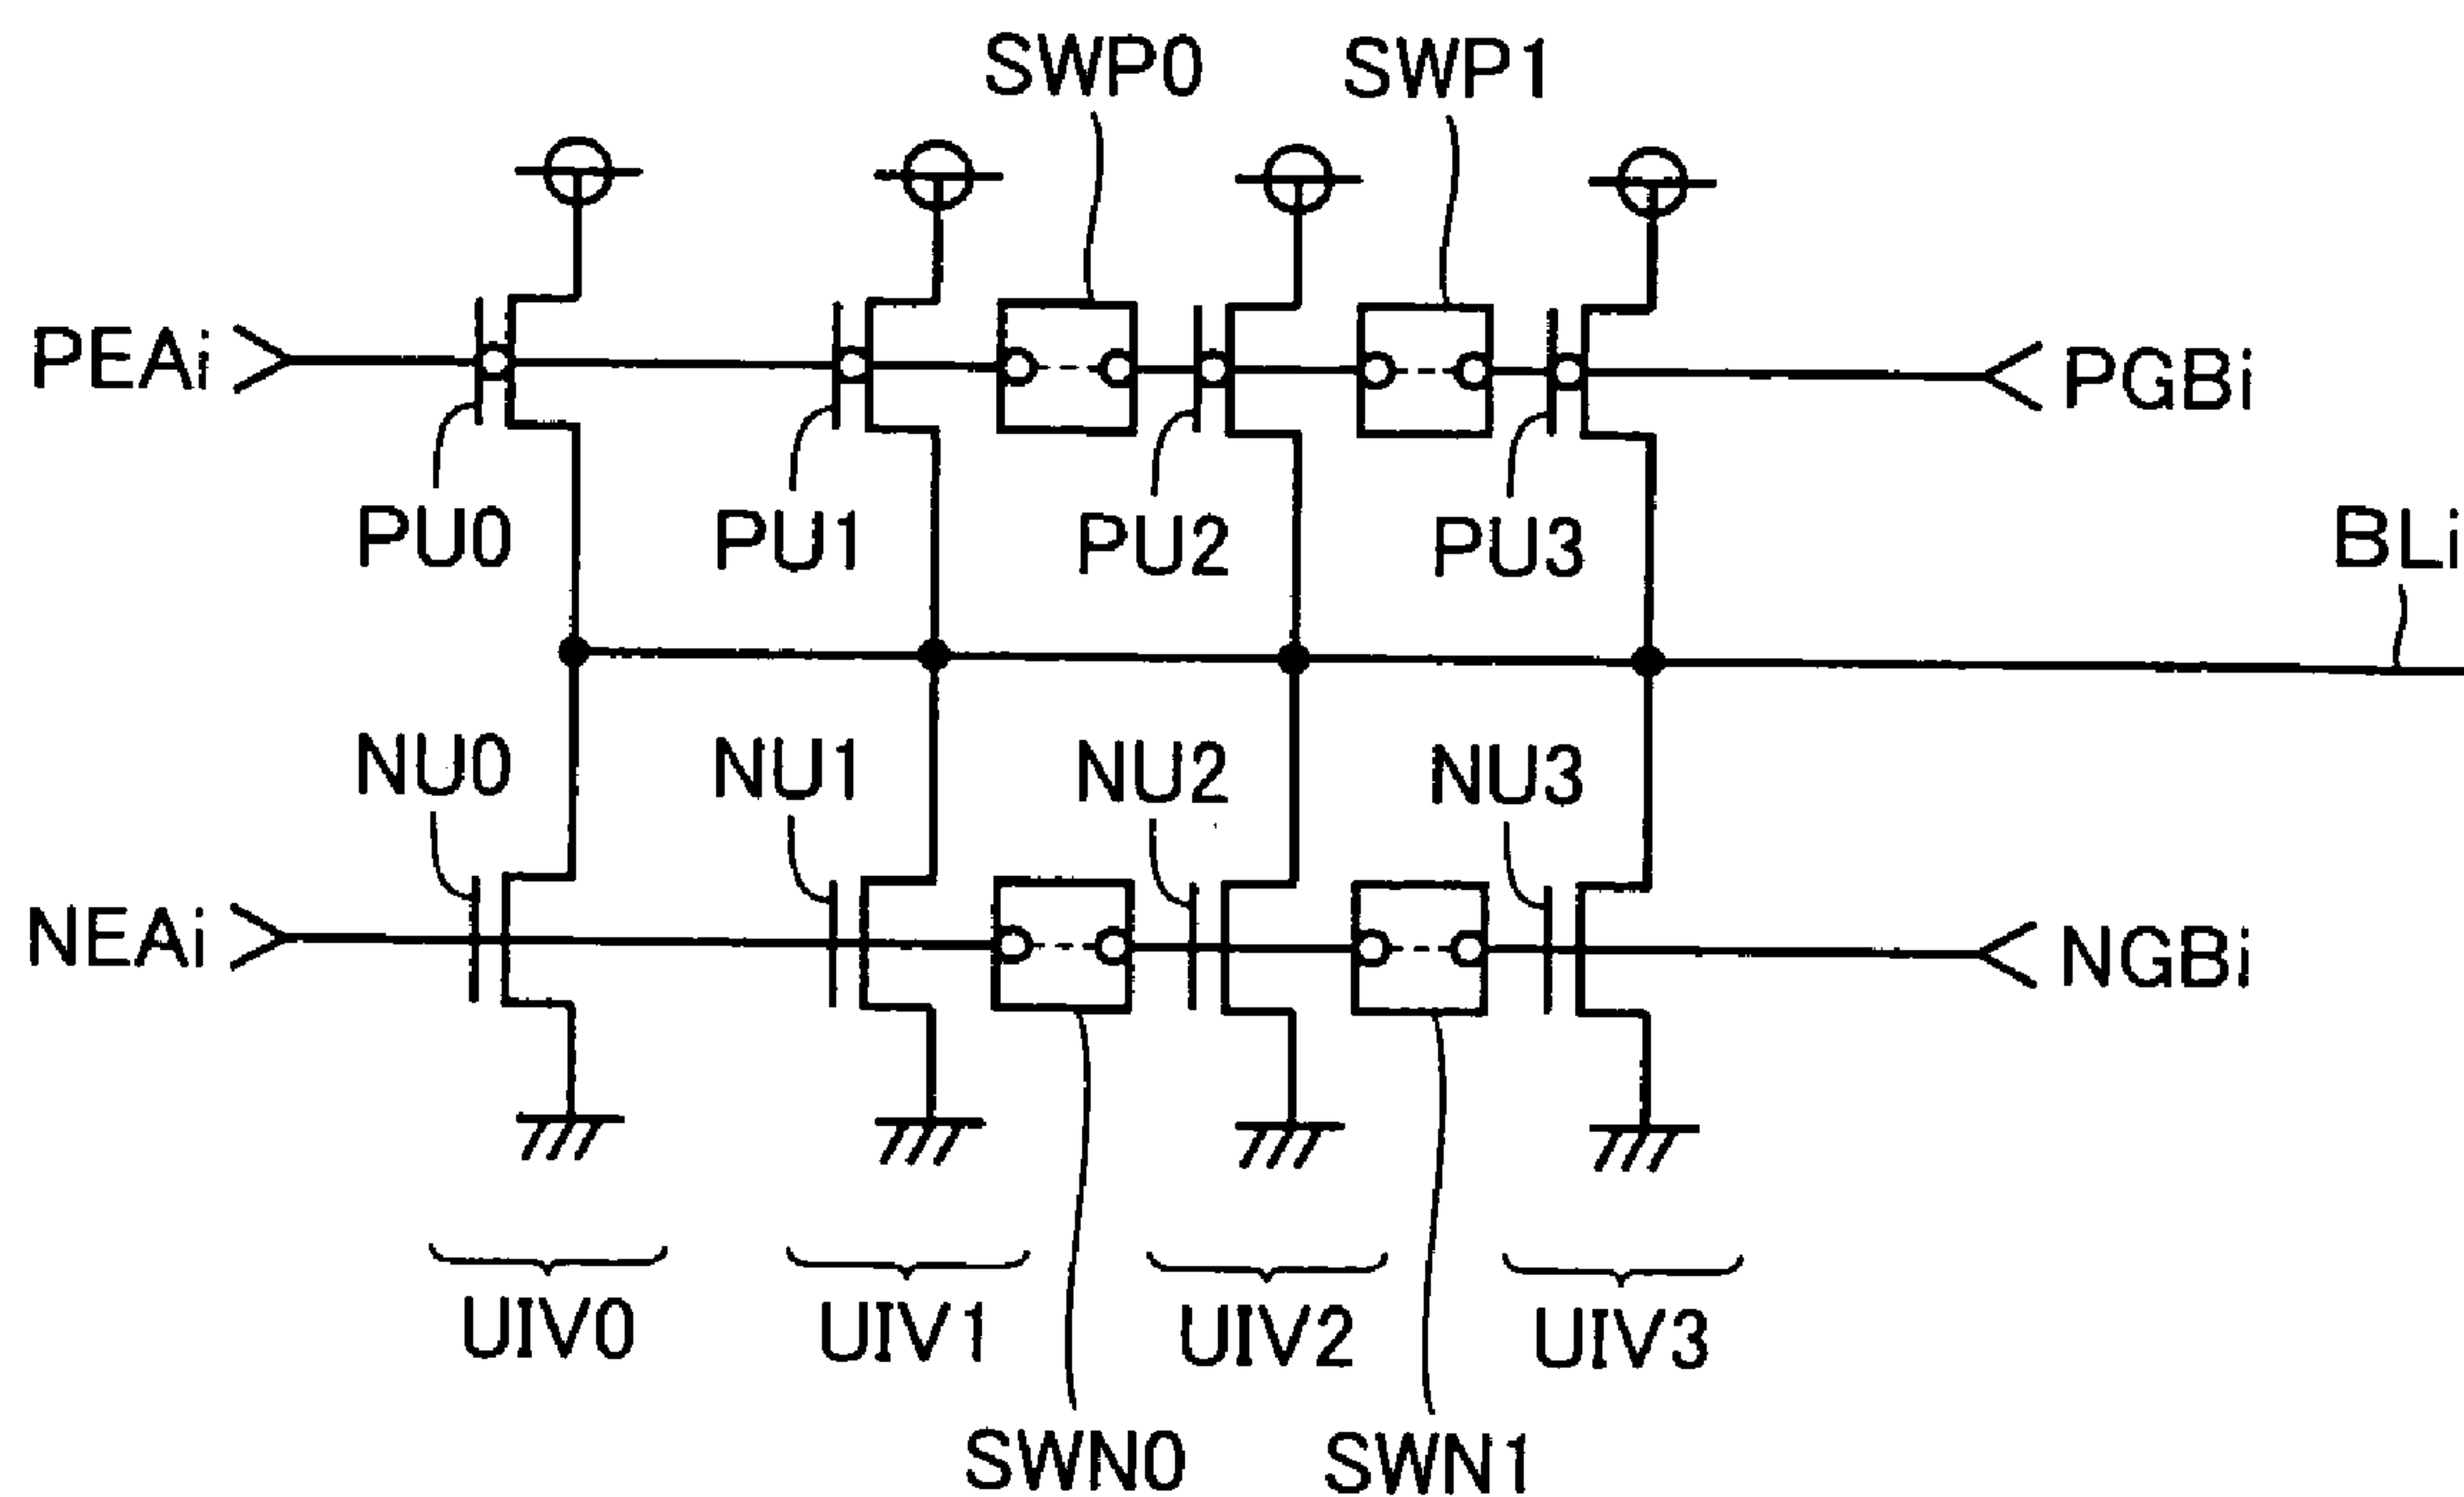 SWP0 SWP1
PEAi PGBi
PU0 PU1 PU2 PU3 BLi
NU0 NU1 NU2 NU3
NEAi NGBi
UIV0 UIV1 UIV2 UIV3
SWN0 SWN1